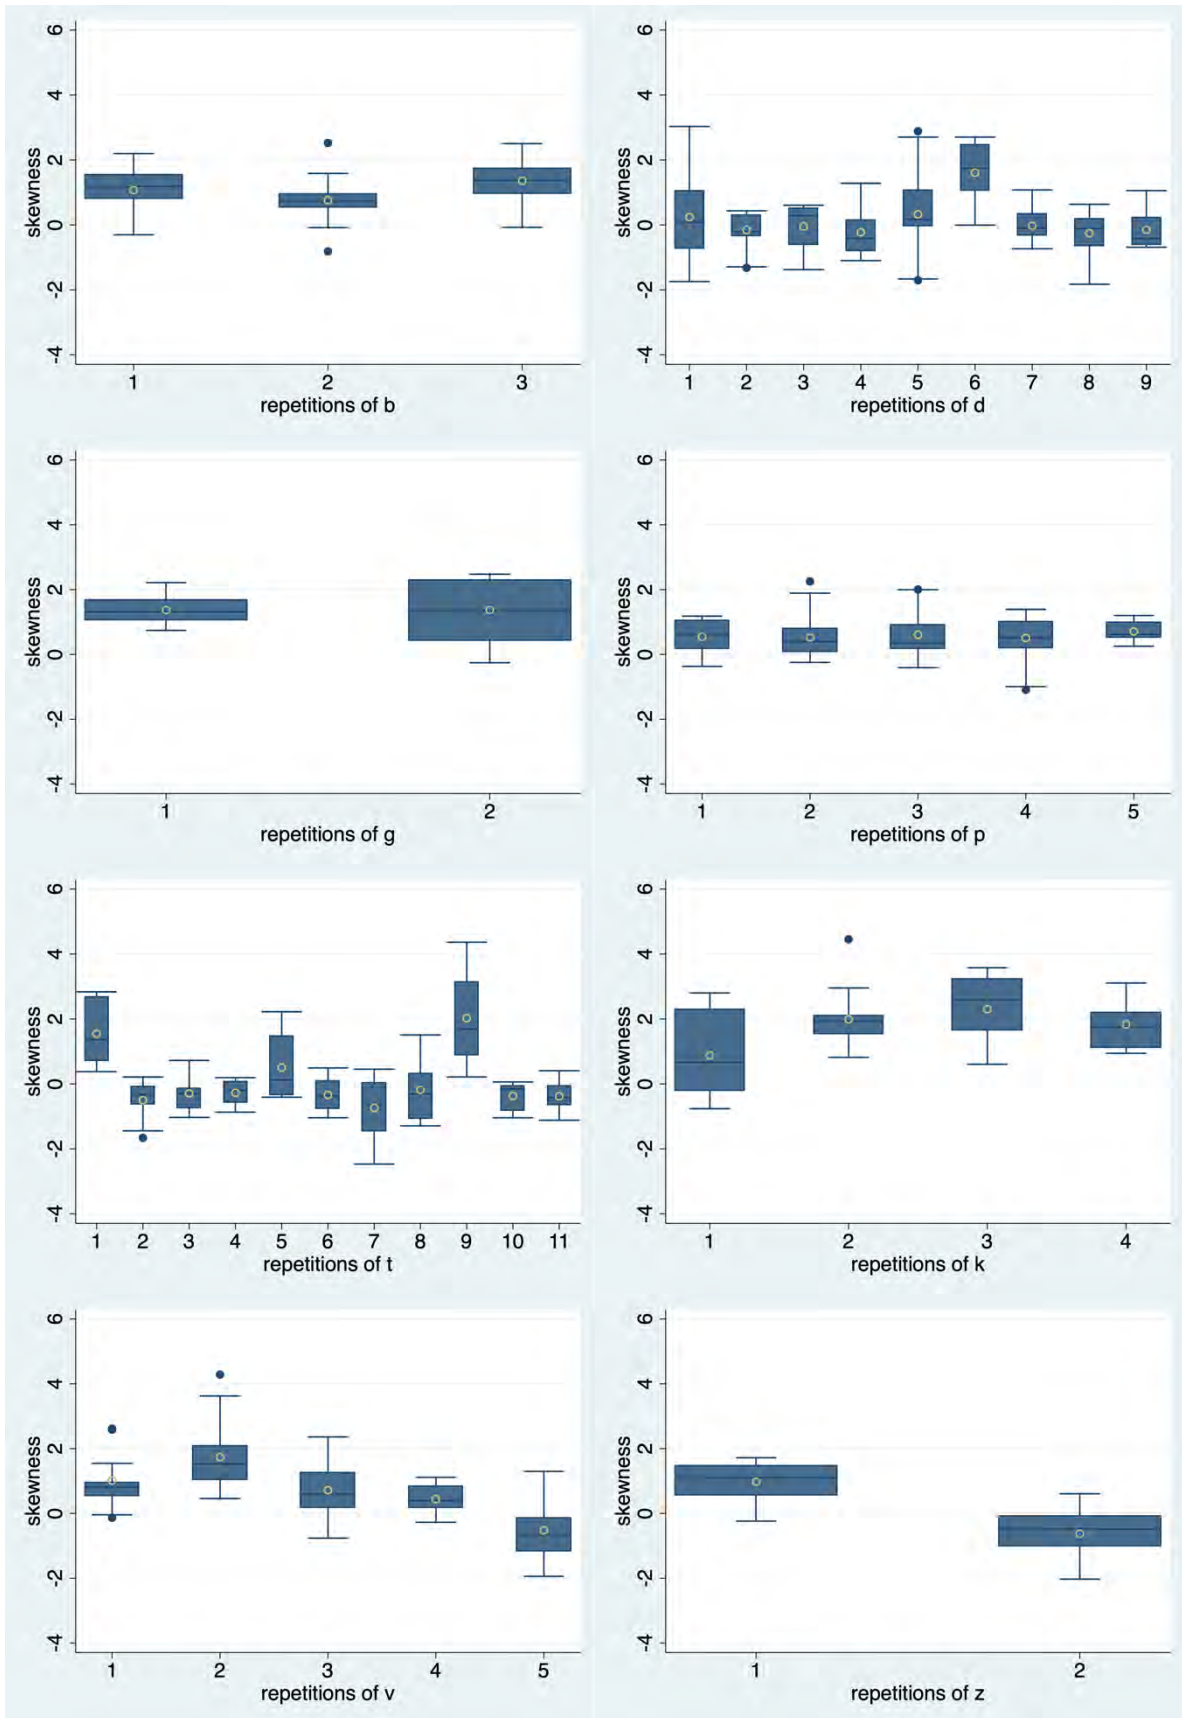 6
4
2
0
-2
-4
skewness
1 2 3
repetitions of b
6
4
2
0
-2
-4
skewness
1 2 3 4 5 6 7 8 9
repetitions of d
6
4
2
0
-2
-4
skewness
1 2
repetitions of g
6
4
2
0
-2
-4
skewness
1 2 3 4 5
repetitions of p
6
4
2
0
-2
-4
skewness
1 2 3 4 5 6 7 8 9 10 11
repetitions of t
6
4
2
0
-2
-4
skewness
1 2 3 4
repetitions of k
6
4
2
0
-2
-4
skewness
1 2 3 4 5
repetitions of v
6
4
2
0
-2
-4
skewness
1 2
repetitions of z